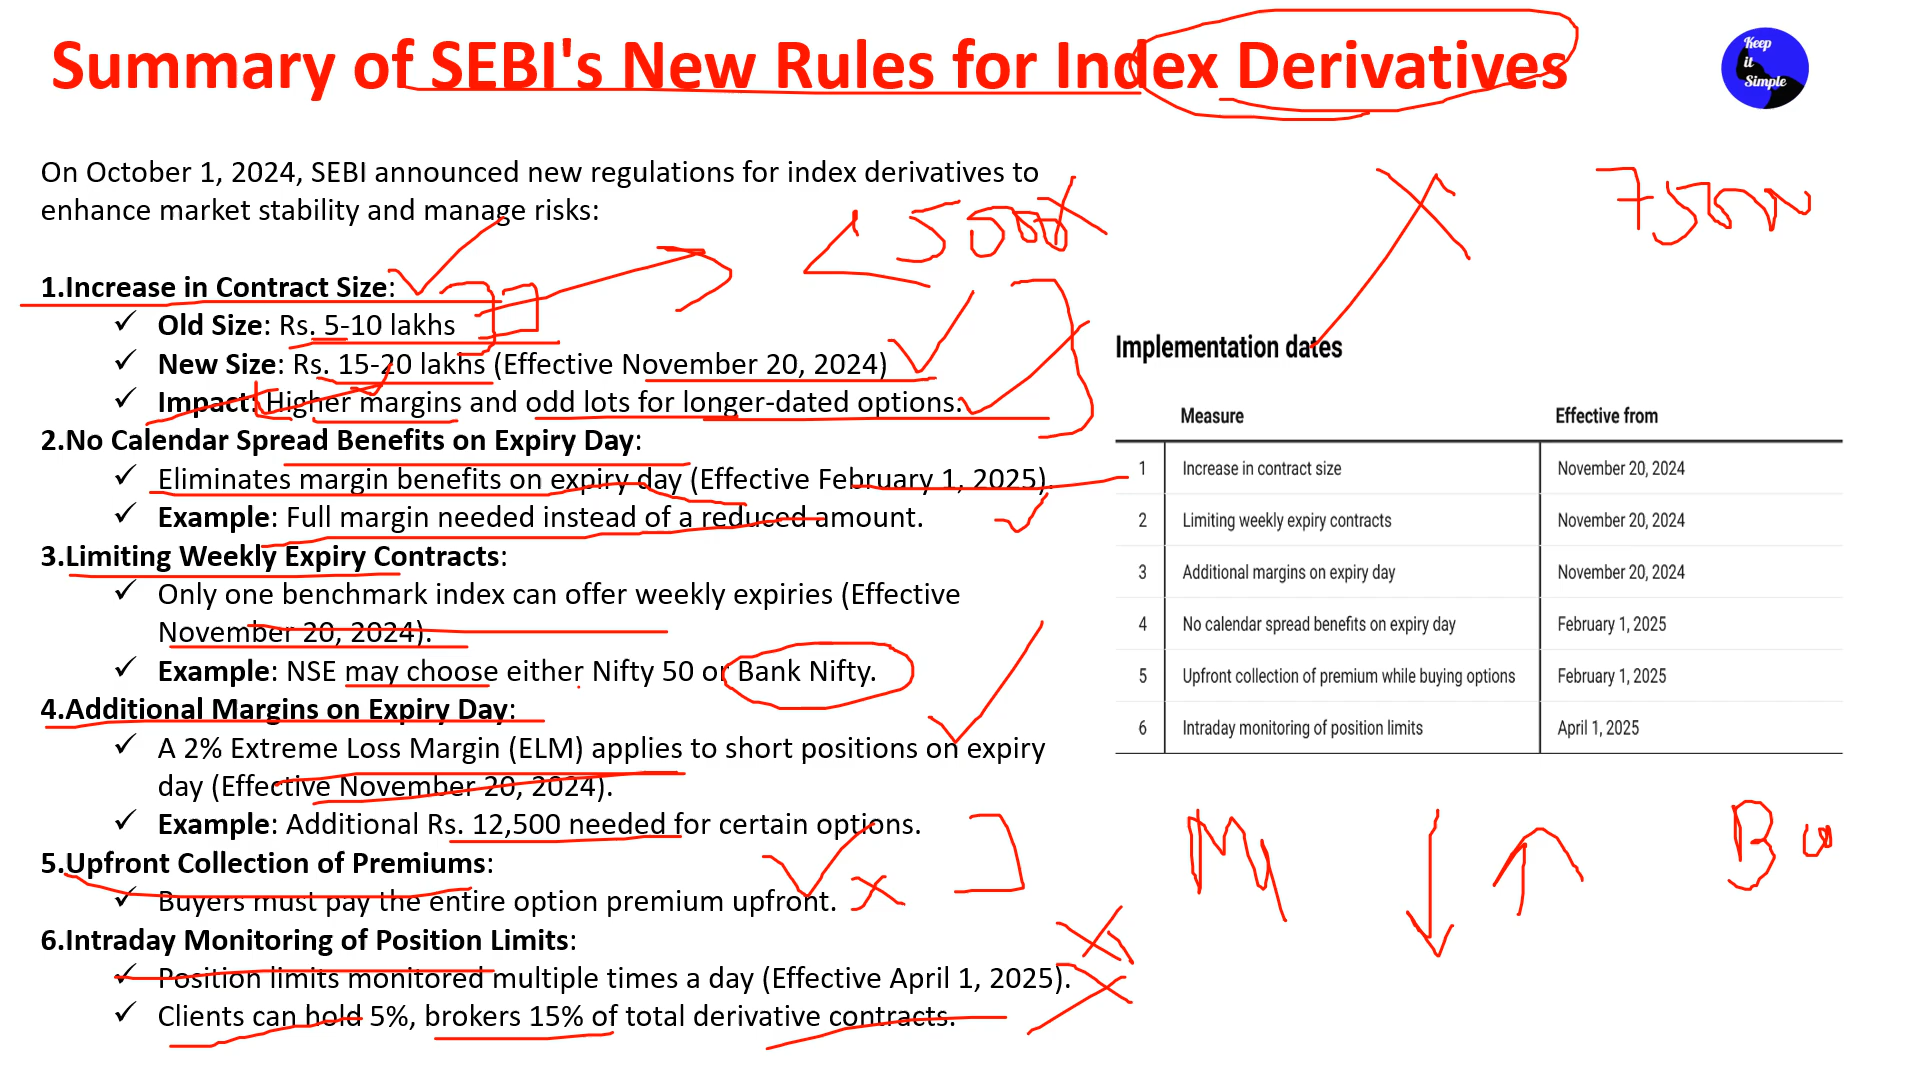 Summary of SEBI's New Rules for Index Derivatives
Keep
it
Simple
On October 1, 2024, SEBI announced new regulations for index derivatives to
enhance market stability and manage risks:
1.Increase in Contract Size:
✓ Old Size: Rs. 5-10 lakhs
✓ New Size: Rs. 15-20 lakhs (Effective November 20, 2024)
✓ Impact: Higher margins and odd lots for longer-dated options.
2.No Calendar Spread Benefits on Expiry Day:
✓ Eliminates margin benefits on expiry day (Effective February 1, 2025).
✓ Example: Full margin needed instead of a reduced amount.
3.Limiting Weekly Expiry Contracts:
✓ Only one benchmark index can offer weekly expiries (Effective
November 20, 2024).
✓ Example: NSE may choose either Nifty 50 or Bank Nifty.
4.Additional Margins on Expiry Day:
✓ A 2% Extreme Loss Margin (ELM) applies to short positions on expiry
day (Effective November 20, 2024).
✓ Example: Additional Rs. 12,500 needed for certain options.
5.Upfront Collection of Premiums:
✓ Buyers must pay the entire option premium upfront.
6.Intraday Monitoring of Position Limits:
✓ Position limits monitored multiple times a day (Effective April 1, 2025).
✓ Clients can hold 5%, brokers 15% of total derivative contracts.
Implementation dates
Measure Effective from
1 Increase in contract size November 20, 2024
2 Limiting weekly expiry contracts November 20, 2024
3 Additional margins on expiry day November 20, 2024
4 No calendar spread benefits on expiry day February 1, 2025
5 Upfront collection of premium while buying options February 1, 2025
6 Intraday monitoring of position limits April 1, 2025